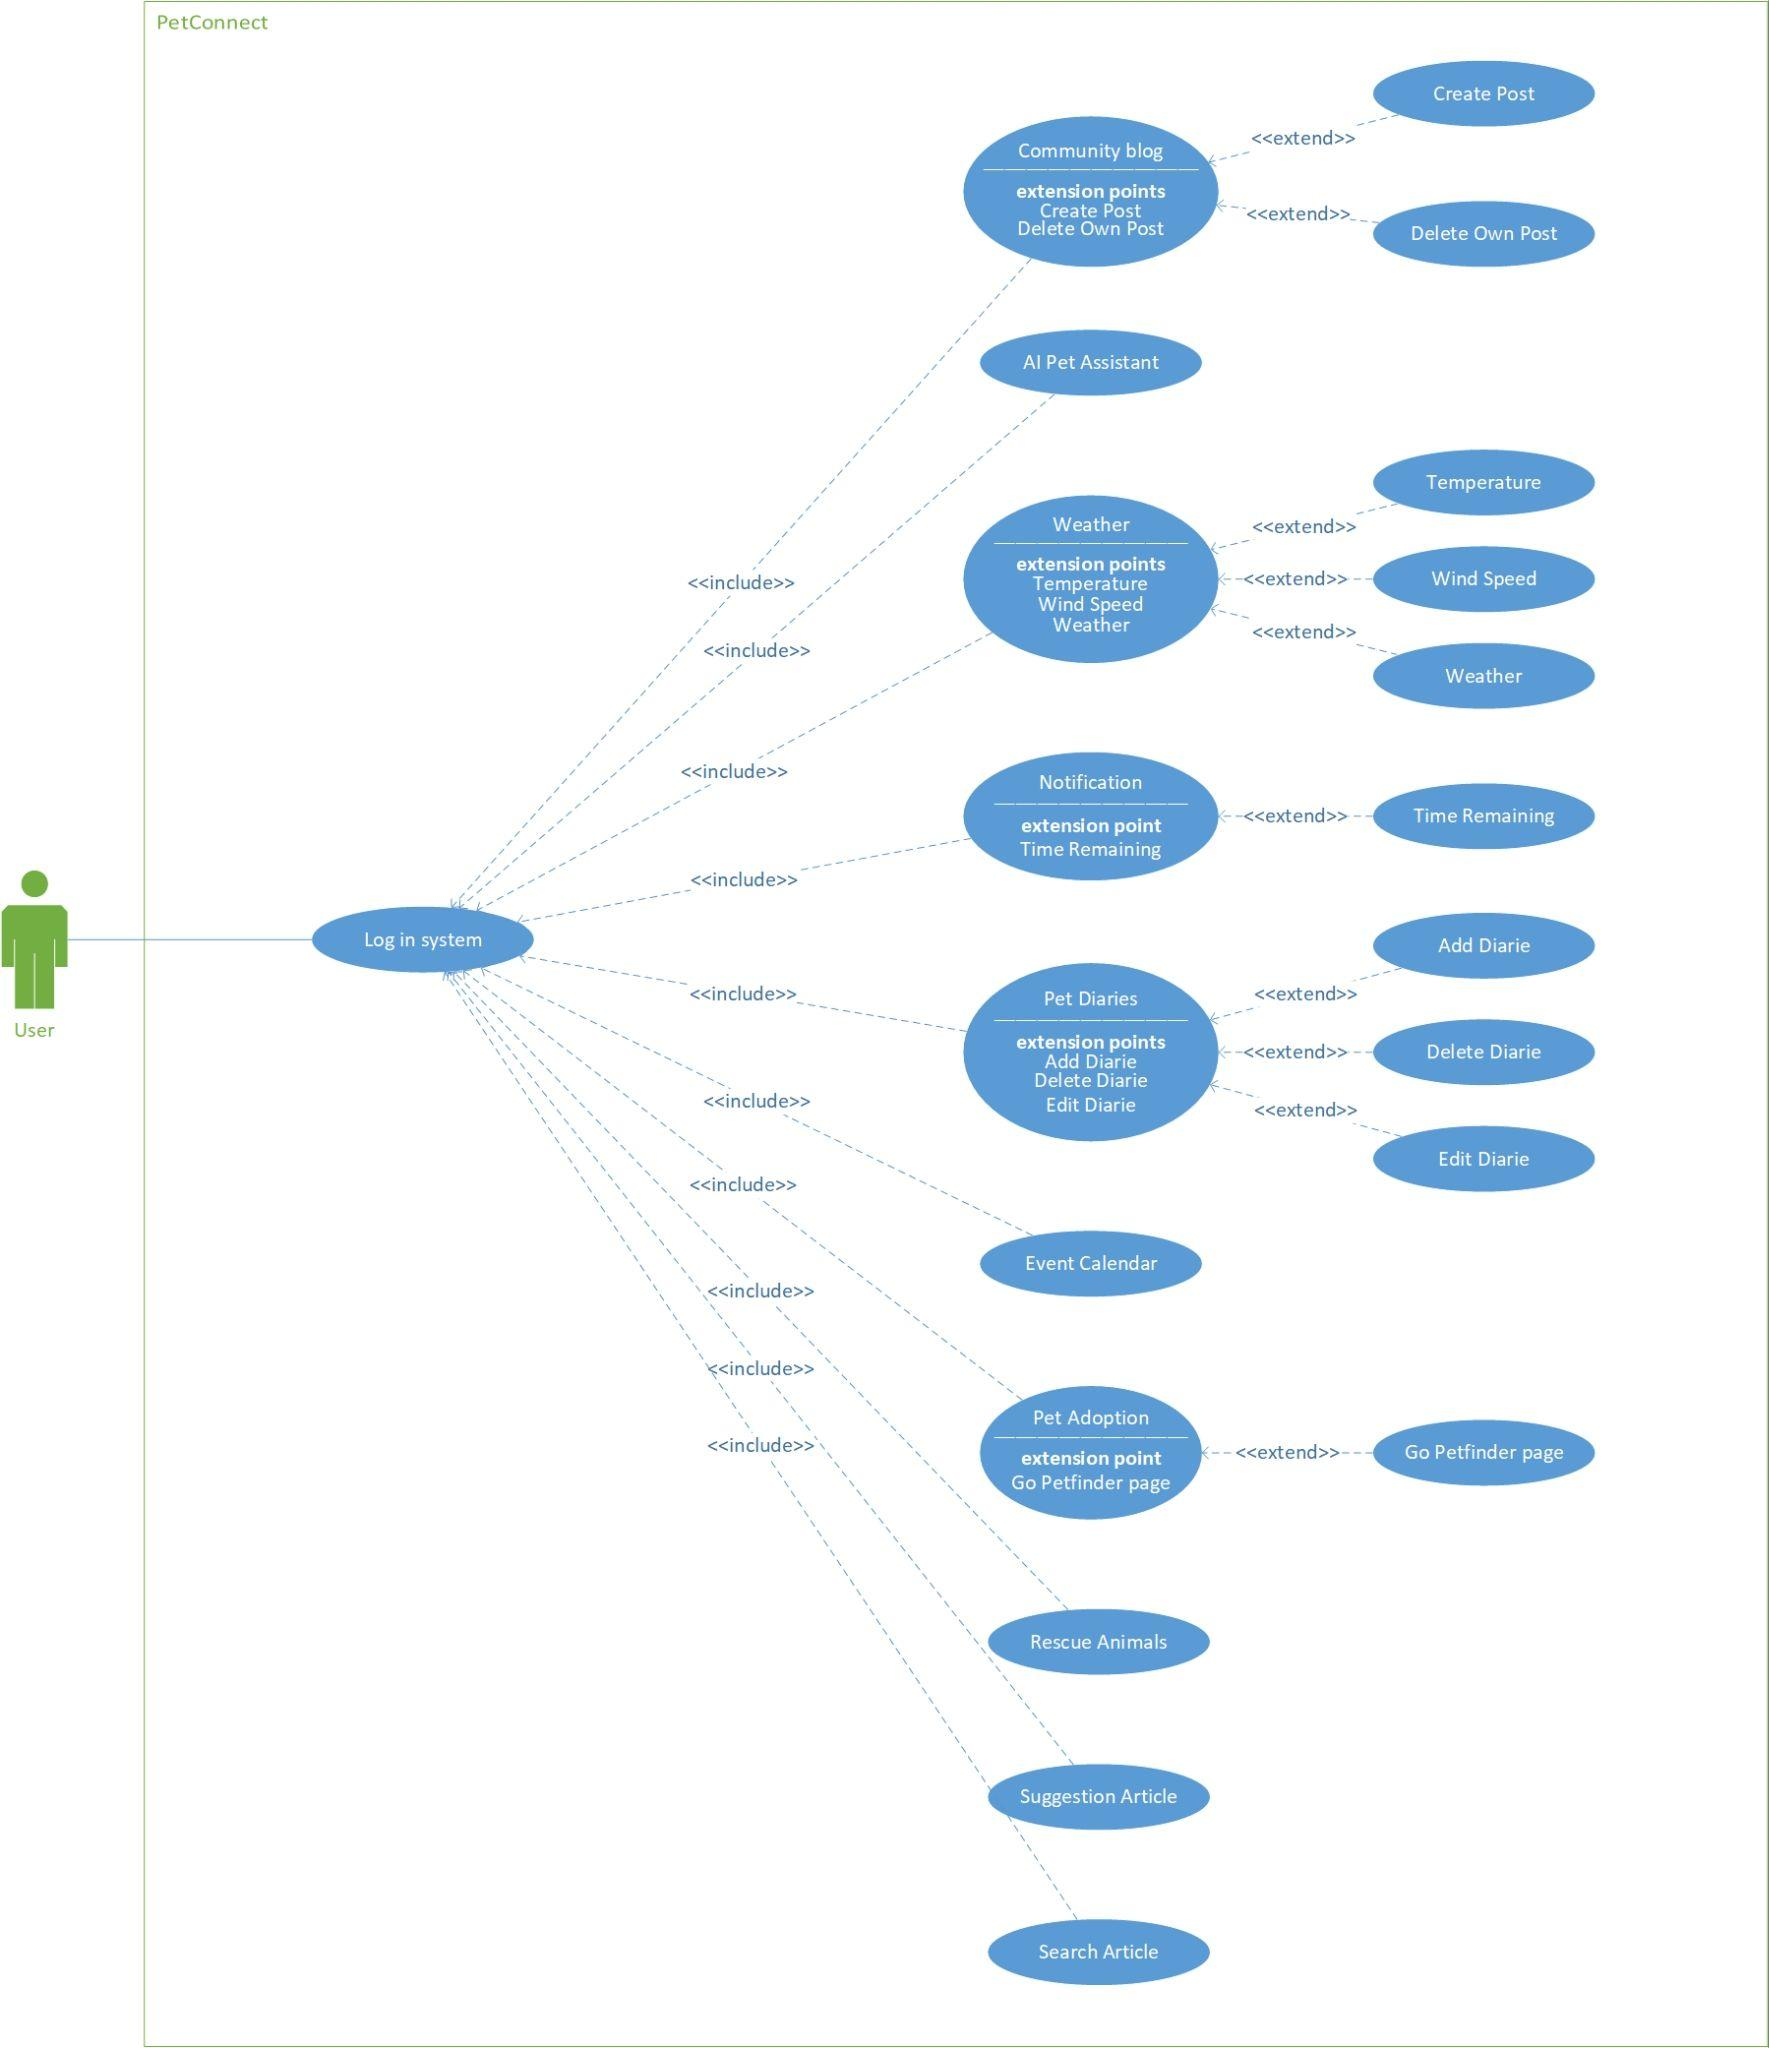 PetConnect
Create Post
<<extend>>
Community blog
extension points
Create Post
Delete Own Post
<<extend>>
Delete Own Post
AI Pet Assistant
Temperature
<<extend>>
Weather
extension points
Temperature
Wind Speed
Weather
<<extend>>
Wind Speed
<<extend>>
Weather
<<include>>
<<include>>
<<include>>
Notification
extension point
Time Remaining
<<extend>>
Time Remaining
<<include>>
User
Log in system
<<include>>
Pet Diaries
extension points
Add Diarie
Delete Diarie
Edit Diarie
Add Diarie
<<extend>>
<<extend>>
Delete Diarie
<<extend>>
Edit Diarie
<<include>>
<<include>>
Event Calendar
<<include>>
<<include>>
<<include>>
Pet Adoption
extension point
Go Petfinder page
<<extend>>
Go Petfinder page
Rescue Animals
Suggestion Article
Search Article